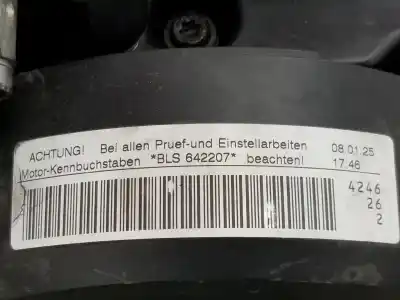 ACHTUNG! Bei allen Pruef-und Einstellarbeiten 08.01.25
Motor-Kennbuchstaben *BLS 642207* beachten! 17.46
4246
26
2